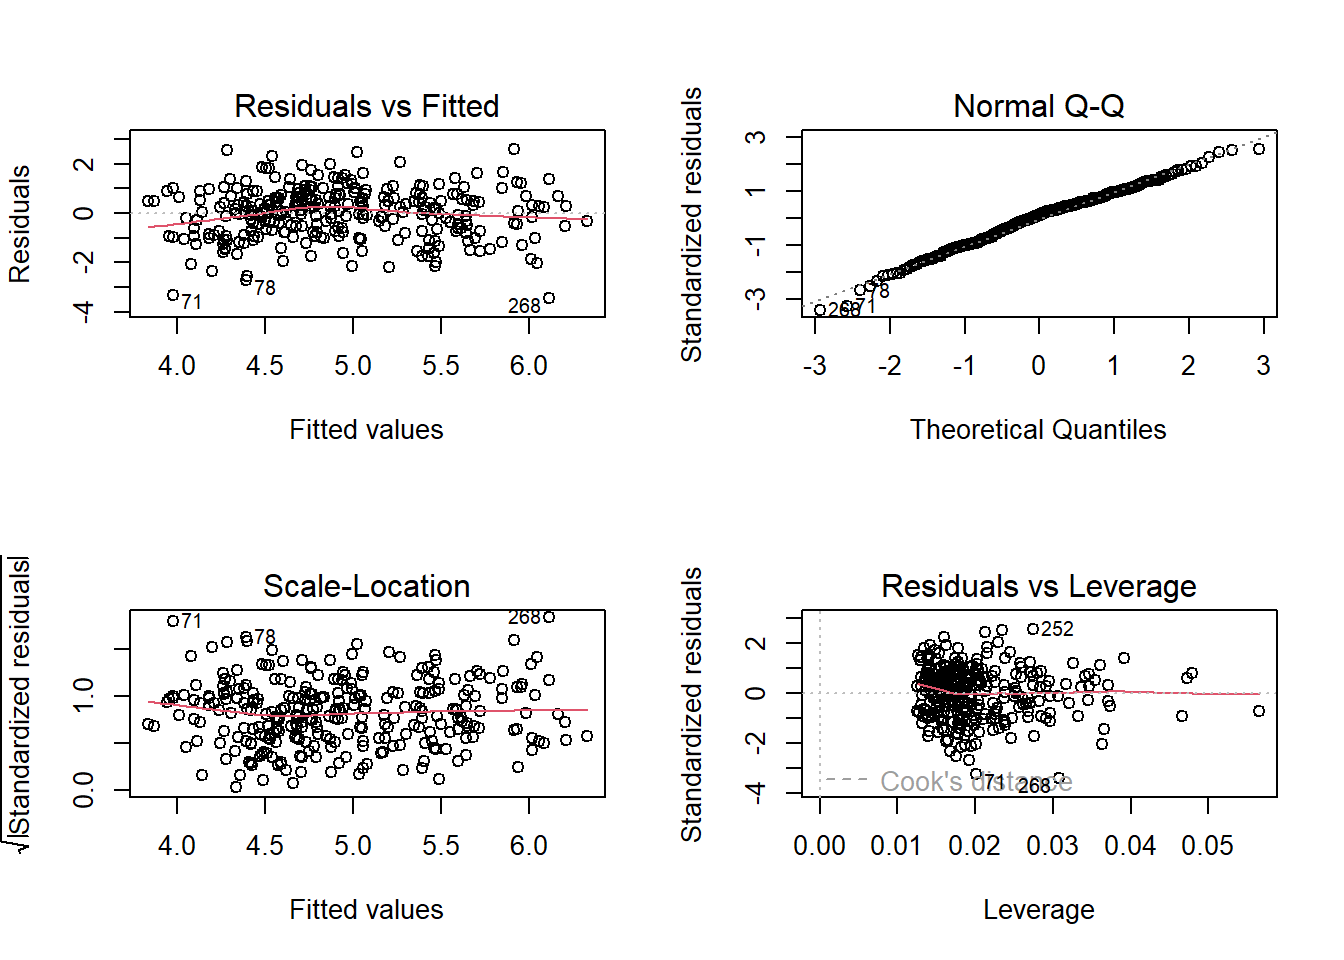 Residuals vs Fitted
Residuals
2
0
-2
-4
71
78
268
4.0 4.5 5.0 5.5 6.0
Fitted values
Normal Q-Q
Standardized residuals
3
1
-1
-3
268
71
78
-3 -2 -1 0 1 2 3
Theoretical Quantiles
Scale-Location
√|Standardized residuals|
1.0
0.0
71
78
268
4.0 4.5 5.0 5.5 6.0
Fitted values
Residuals vs Leverage
Standardized residuals
2
0
-2
-4
252
71
268
Cook's distance
0.00 0.01 0.02 0.03 0.04 0.05
Leverage